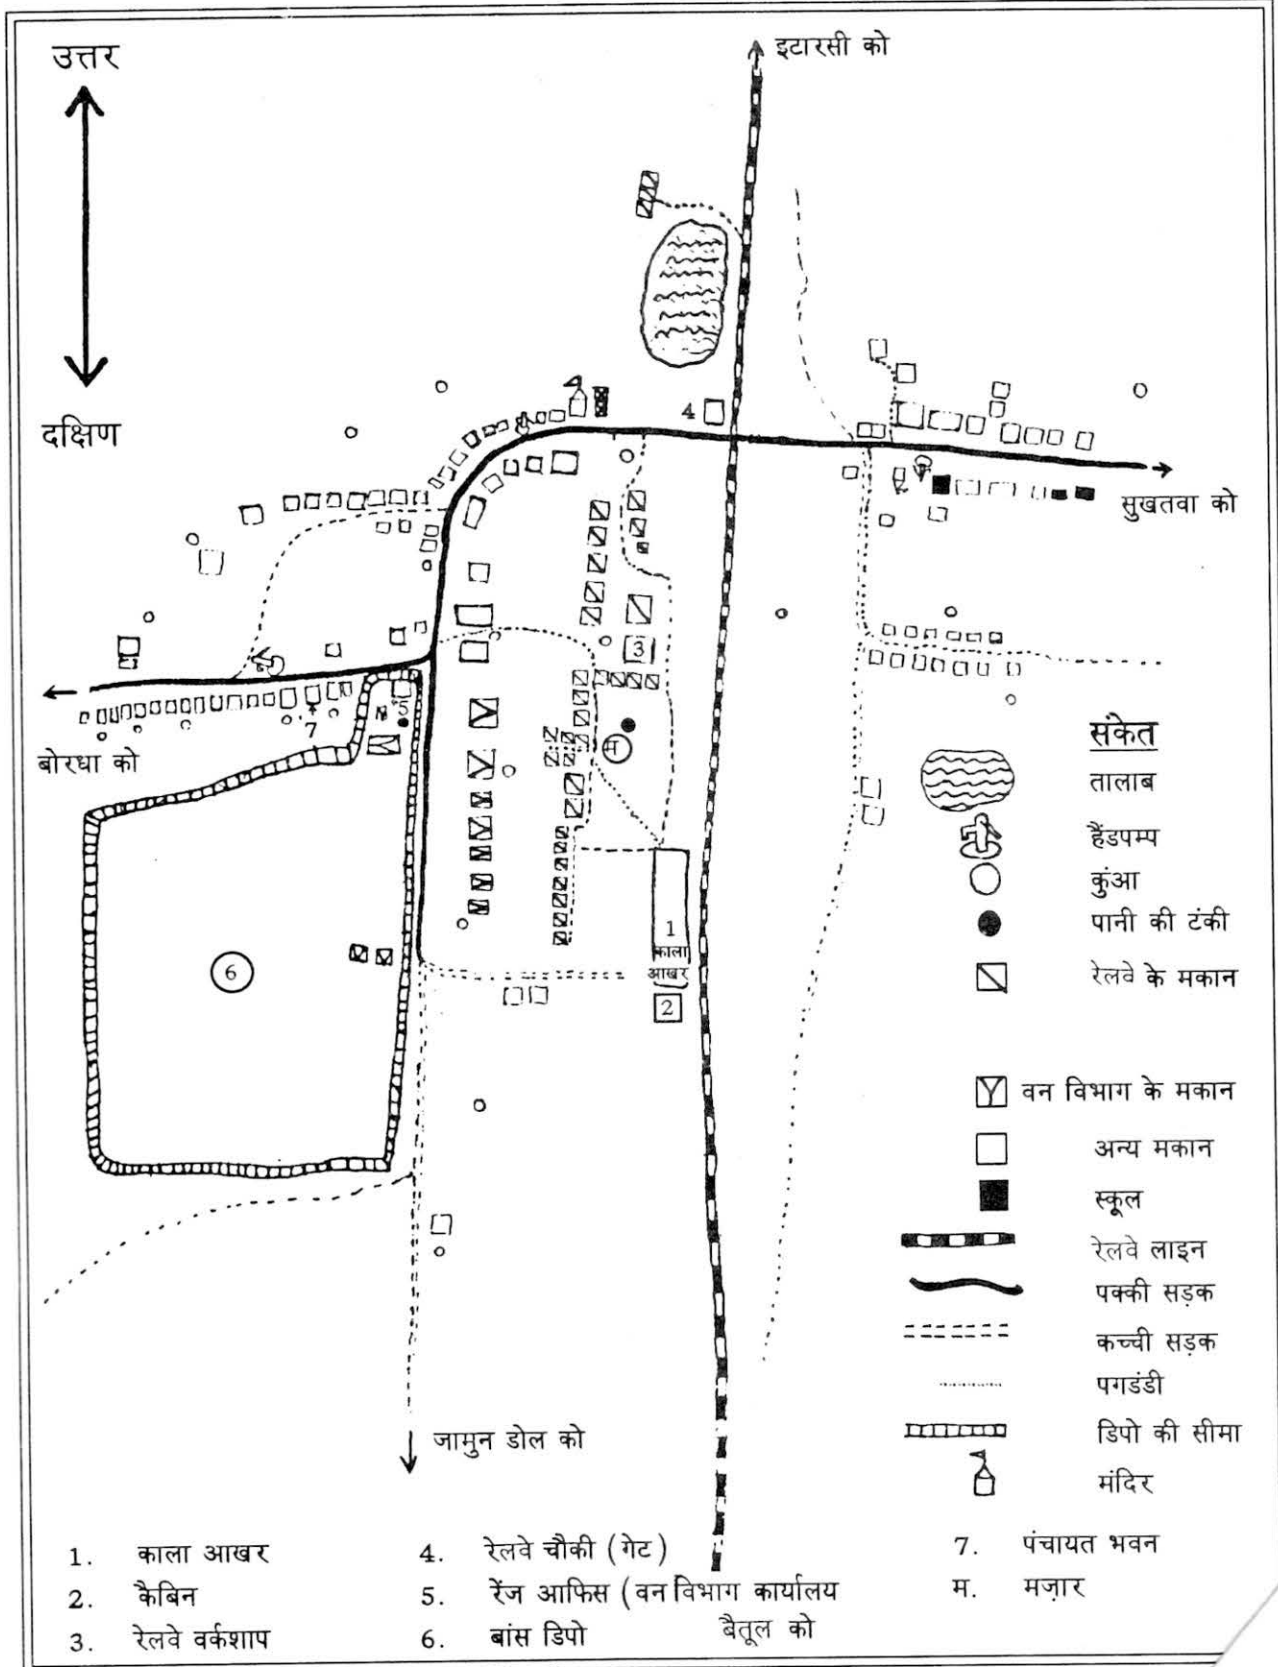 उत्तर
इटारसी को
दक्षिण
4
सुखतवा को
3
5
7
म
बोरधा को
संकेत
तालाब
हैंडपम्प
कुंआ
पानी की टंकी
रेलवे के मकान
1
काला
आखर
6
2
वन विभाग के मकान
अन्य मकान
स्कूल
रेलवे लाइन
पक्की सड़क
कच्ची सड़क
पगडंडी
डिपो की सीमा
मंदिर
जामुन डोल को
1. काला आखर
2. कैबिन
3. रेलवे वर्कशाप
4. रेलवे चौकी (गेट)
5. रेंज आफिस (वन विभाग कार्यालय
6. बांस डिपो
बैतूल को
7. पंचायत भवन
म. मज़ार